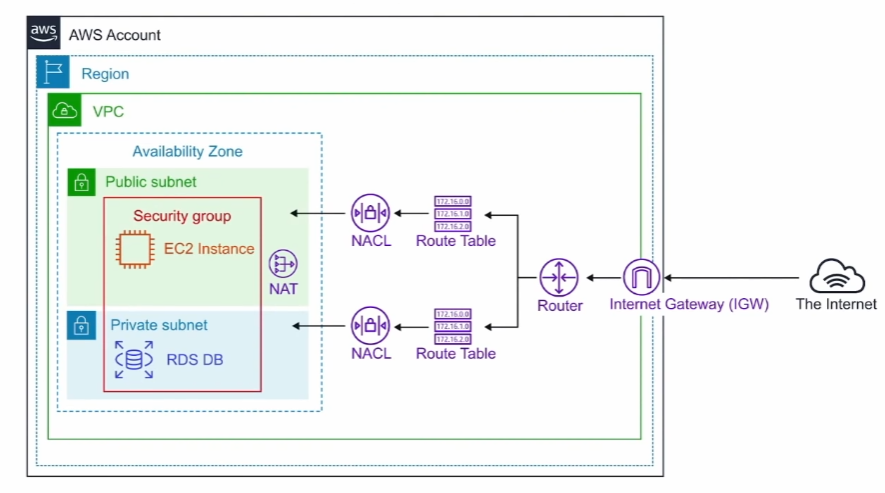 aws
AWS Account
Region
VPC
Availability Zone
Public subnet
Security group
EC2 Instance
NAT
Private subnet
RDS DB
NACL
172.16.0.0
172.16.1.0
172.16.2.0
Route Table
NACL
172.16.0.0
172.16.1.0
172.16.2.0
Route Table
Router
Internet Gateway (IGW)
The Internet